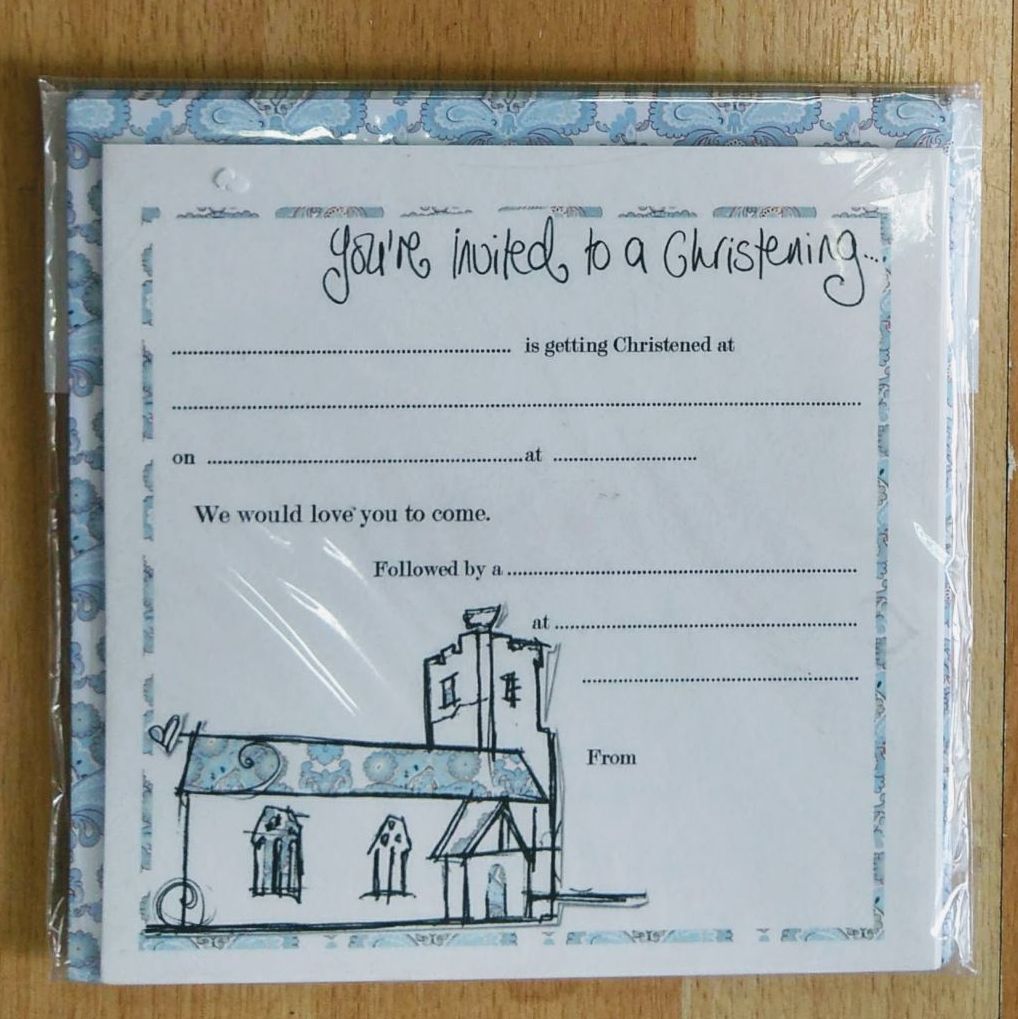 You're invited to a Christening...
........................ is getting Christened at
................................................
on ........................at ............
We would love you to come.
Followed by a ........................
at ........................
........................
From